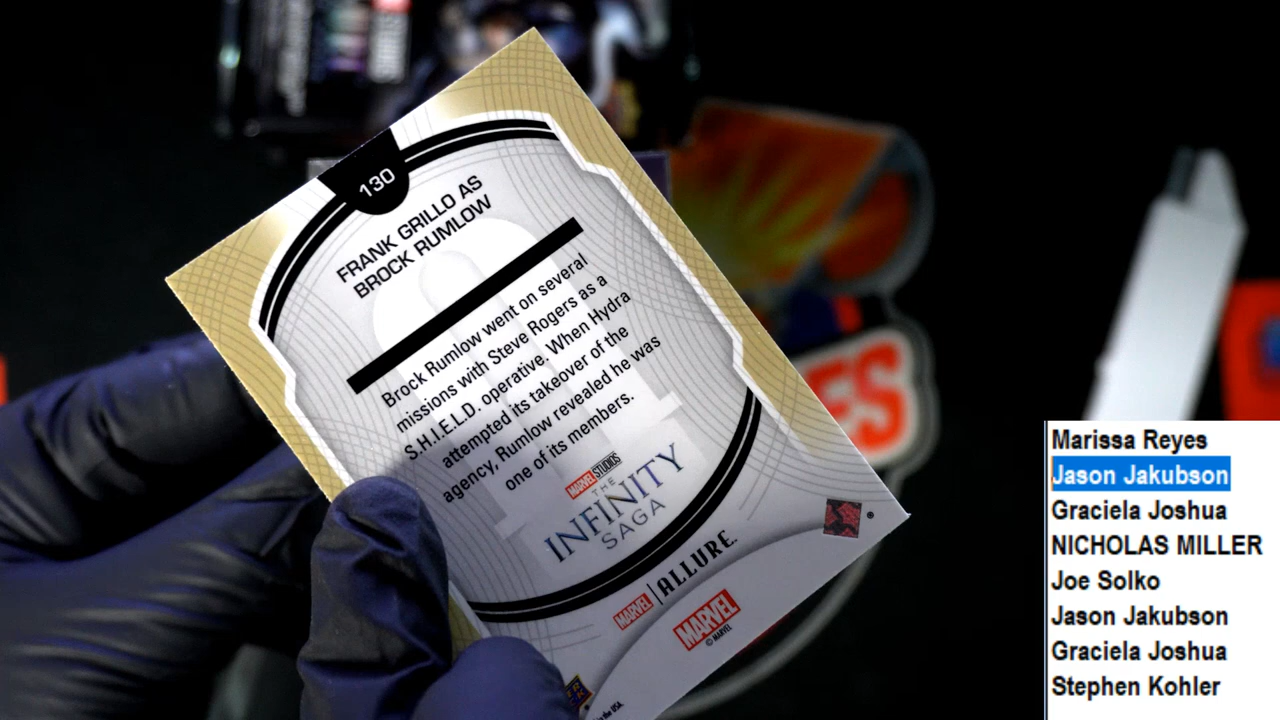 130
FRANK GRILLO AS
BROCK RUMLOW
Brock Rumlow went on several
missions with Steve Rogers as a
S.H.I.E.L.D. operative. When Hydra
attempted its takeover of the
agency, Rumlow revealed he was
one of its members.
MARVEL STUDIOS
THE
INFINITY
SAGA
MARVEL | ALLURE
MARVEL
© MARVEL
Marissa Reyes
Jason Jakubson
Graciela Joshua
NICHOLAS MILLER
Joe Solko
Jason Jakubson
Graciela Joshua
Stephen Kohler